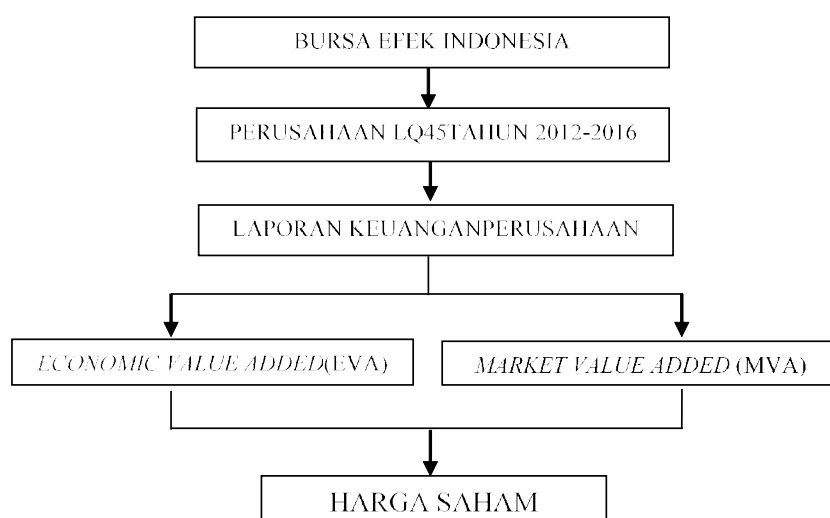 BURSA EFEK INDONESIA
PERUSAHAAN LQ45TAHUN 2012-2016
LAPORAN KEUANGANPERUSAHAAN
ECONOMIC VALUE ADDED(EVA)
MARKET VALUE ADDED (MVA)
HARGA SAHAM